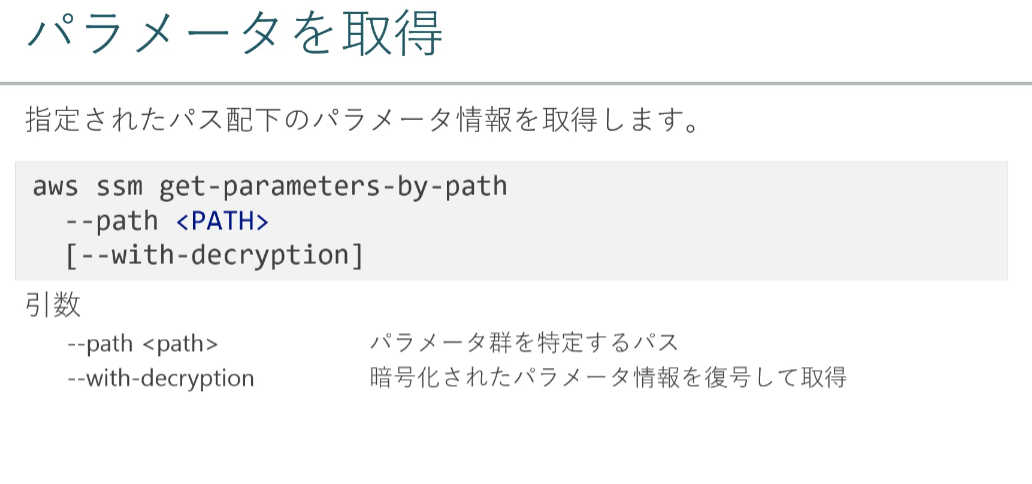 パラメータを取得
指定されたパス配下のパラメータ情報を取得します。
aws ssm get-parameters-by-path
--path <PATH>
[--with-decryption]
引数
--path <path> パラメータ群を特定するパス
--with-decryption 暗号化されたパラメータ情報を復号して取得